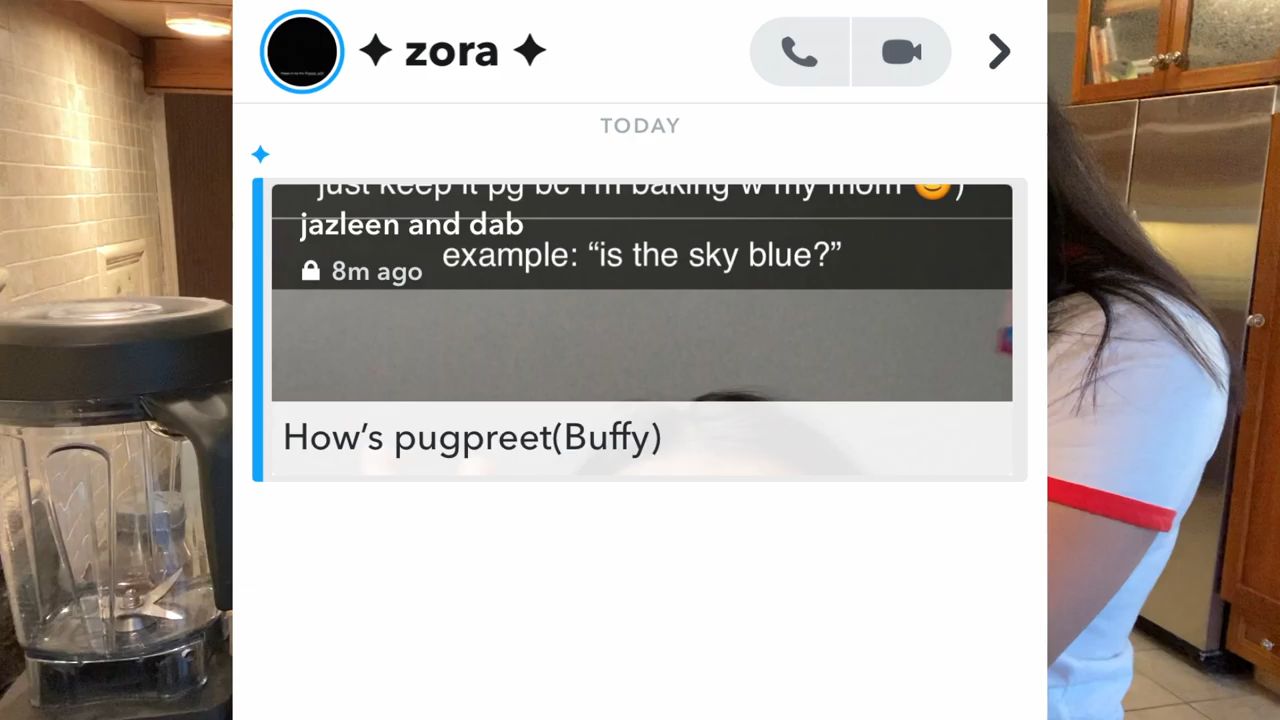 ✦ zora ✦
TODAY
just keep it pg bc i'm baking w my mom 😊)
jazleen and dab
example: “is the sky blue?”
8m ago
How’s pugpreet(Buffy)